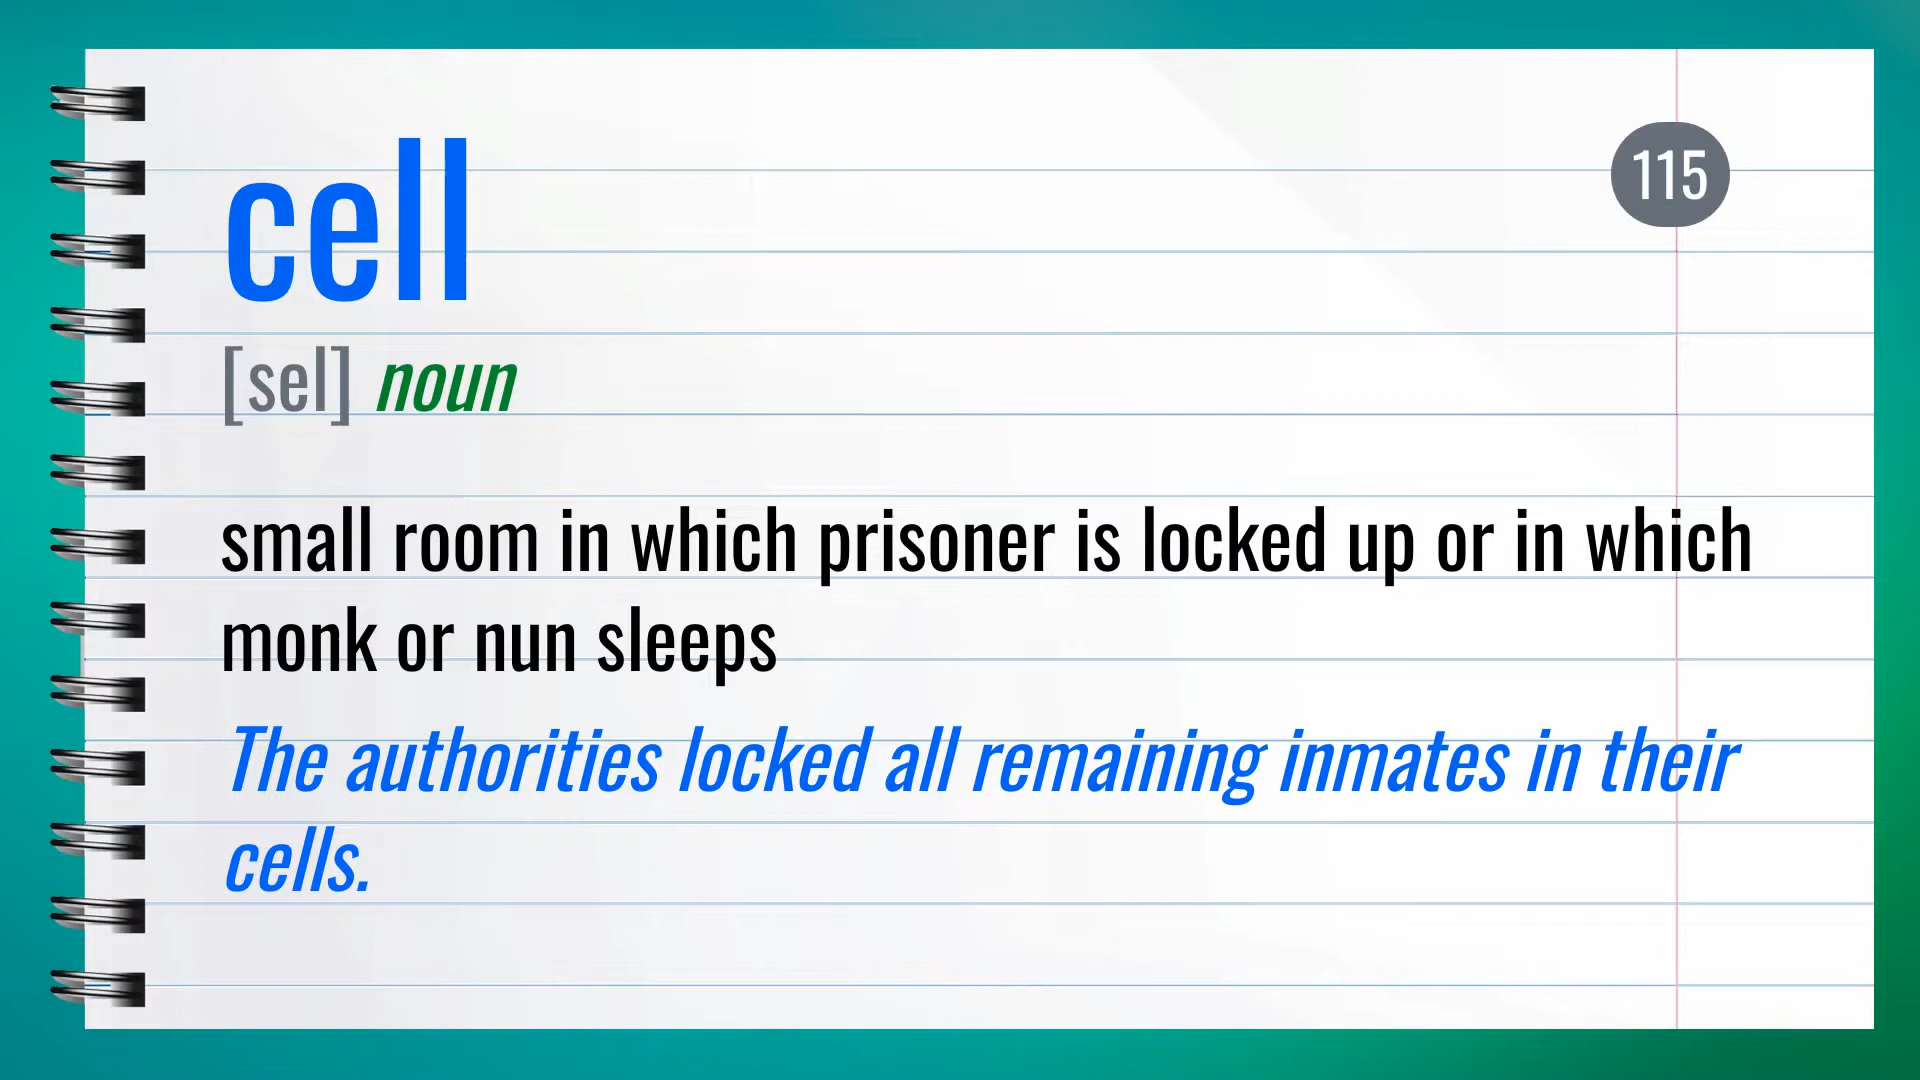 cell
115
[sel] noun
small room in which prisoner is locked up or in which
monk or nun sleeps
The authorities locked all remaining inmates in their
cells.